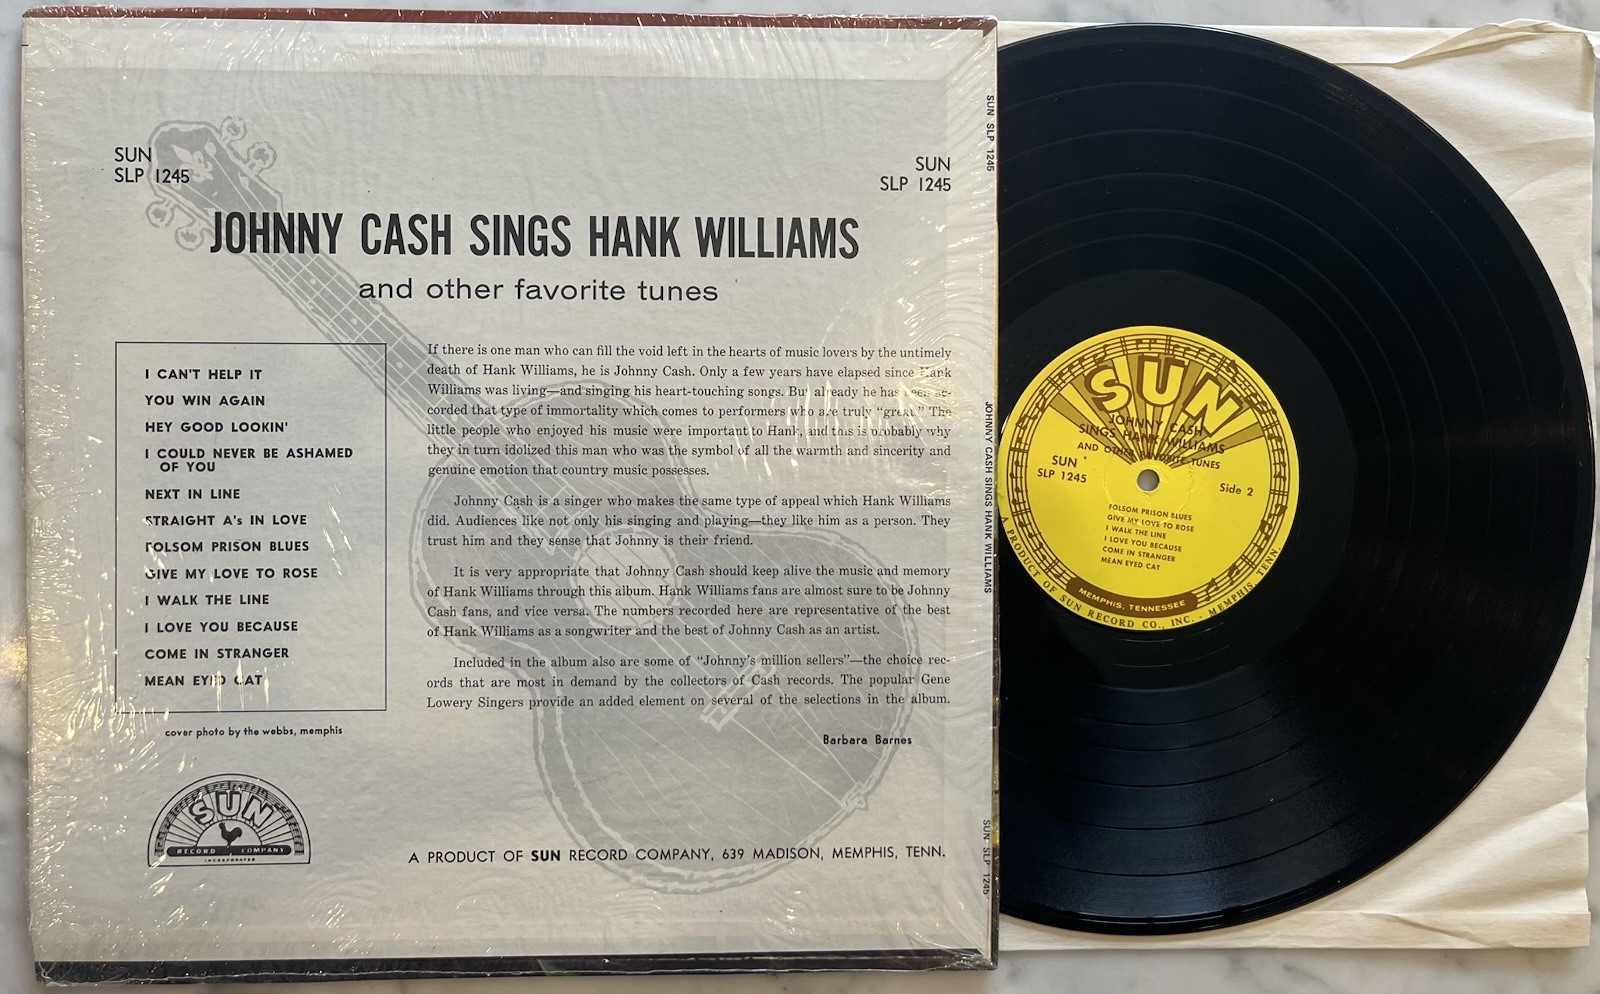 SUN
SLP 1245
SUN
SLP 1245
JOHNNY CASH SINGS HANK WILLIAMS
and other favorite tunes
I CAN'T HELP IT
YOU WIN AGAIN
HEY GOOD LOOKIN'
I COULD NEVER BE ASHAMED
OF YOU
NEXT IN LINE
STRAIGHT A's IN LOVE
FOLSOM PRISON BLUES
GIVE MY LOVE TO ROSE
I WALK THE LINE
I LOVE YOU BECAUSE
COME IN STRANGER
MEAN EYED CAT
cover photo by the webbs, memphis
If there is one man who can fill the void left in the hearts of music lovers by the untimely
death of Hank Williams, he is Johnny Cash. Only a few years have elapsed since Hank
Williams was living—and singing his heart-touching songs. But already he has been ac-
corded that type of immortality which comes to performers who are truly "great." The
little people who enjoyed his music were important to Hank, and this is probably why
they in turn idolized this man who was the symbol of all the warmth and sincerity and
genuine emotion that country music possesses.
Johnny Cash is a singer who makes the same type of appeal which Hank Williams
did. Audiences like not only his singing and playing—they like him as a person. They
trust him and they sense that Johnny is their friend.
It is very appropriate that Johnny Cash should keep alive the music and memory
of Hank Williams through this album. Hank Williams fans are almost sure to be Johnny
Cash fans, and vice versa. The numbers recorded here are representative of the best
of Hank Williams as a songwriter and the best of Johnny Cash as an artist.
Included in the album also are some of "Johnny's million sellers"—the choice rec-
ords that are most in demand by the collectors of Cash records. The popular Gene
Lowery Singers provide an added element on several of the selections in the album.
Barbara Barnes
SUN
RECORD COMPANY
INCORPORATED
A PRODUCT OF SUN RECORD COMPANY, 639 MADISON, MEMPHIS, TENN.
SUN SLP 1245
JOHNNY CASH SINGS HANK WILLIAMS
SUN SLP 1245
SUN
JOHNNY CASH
SINGS HANK WILLIAMS
AND OTHER FAVORITE TUNES
SUN
SLP 1245
Side 2
FOLSOM PRISON BLUES
GIVE MY LOVE TO ROSE
I WALK THE LINE
I LOVE YOU BECAUSE
COME IN STRANGER
MEAN EYED CAT
MEMPHIS, TENNESSEE
A PRODUCT OF SUN RECORD CO., INC. - MEMPHIS, TENN.